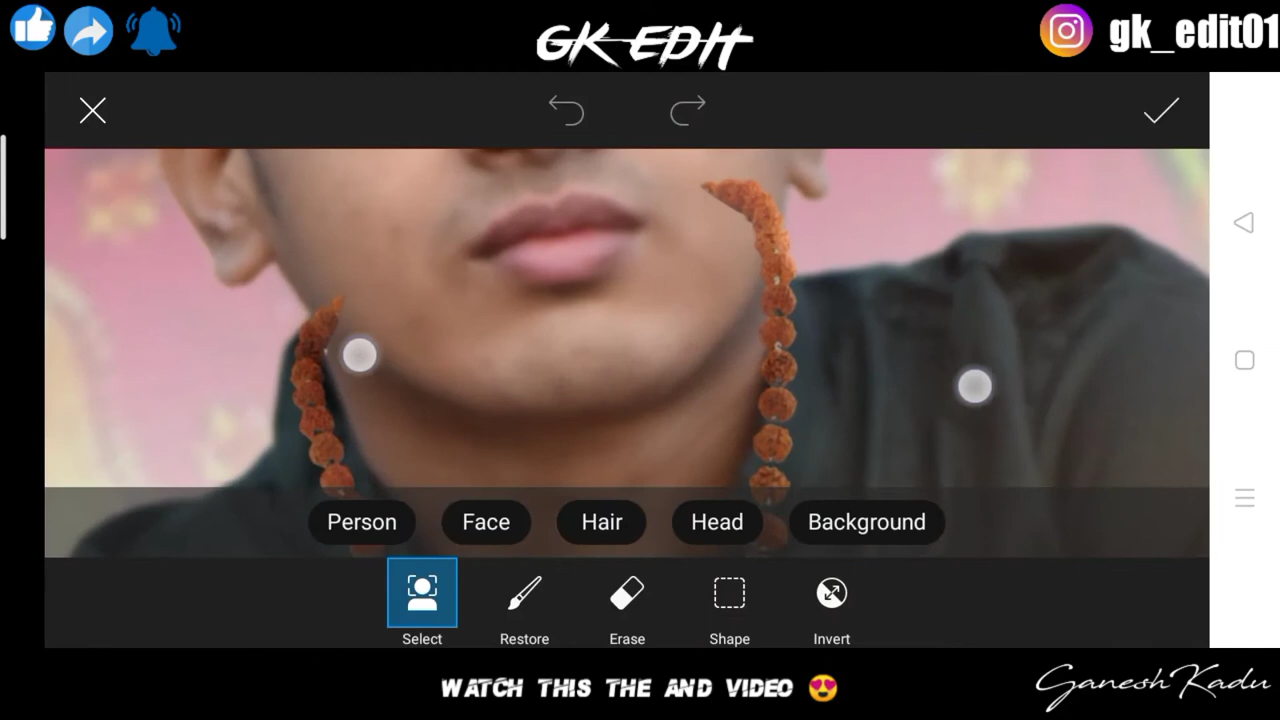 GK EDIT
gk_edit01
Person Face Hair Head Background
Select Restore Erase Shape Invert
WATCH THIS THE AND VIDEO 😍
Ganesh Kadu